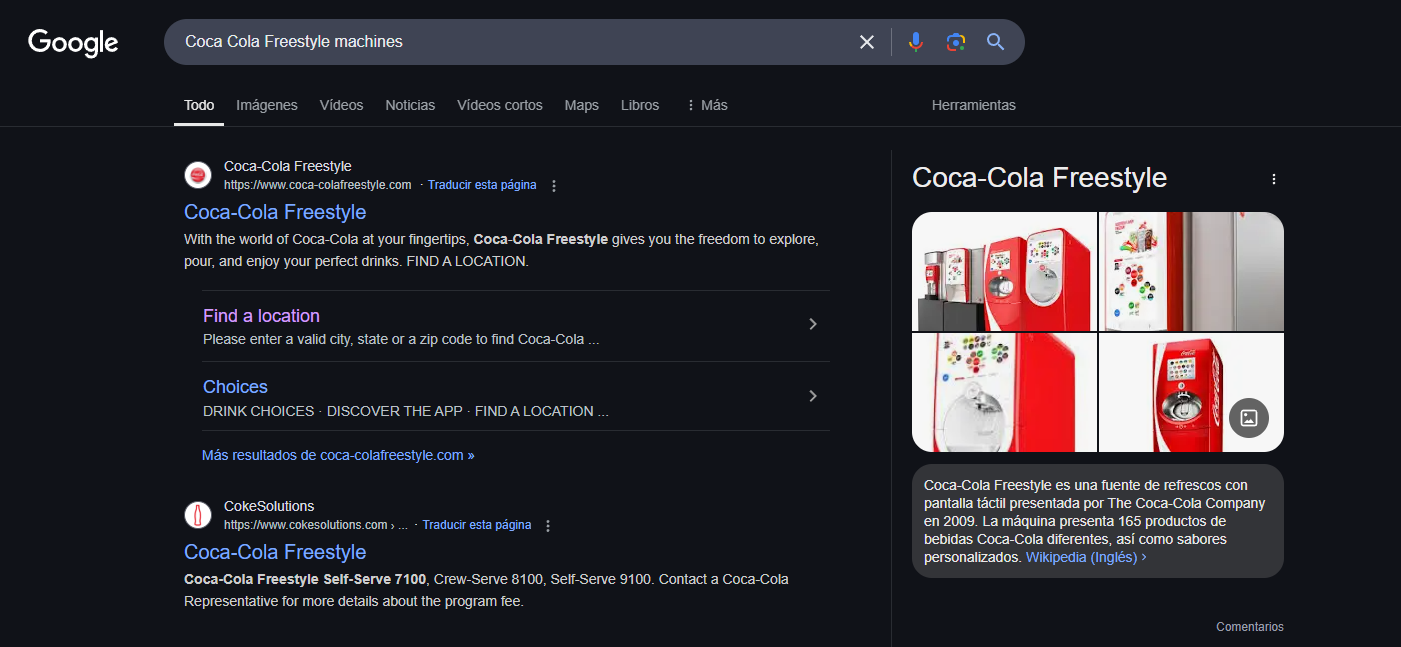 Google
Coca Cola Freestyle machines
Todo Imágenes Vídeos Noticias Vídeos cortos Maps Libros Más Herramientas
Coca-Cola Freestyle
https://www.coca-colafreestyle.com · Traducir esta página
Coca-Cola Freestyle
With the world of Coca-Cola at your fingertips, Coca-Cola Freestyle gives you the freedom to explore,
pour, and enjoy your perfect drinks. FIND A LOCATION.
Find a location
Please enter a valid city, state or a zip code to find Coca-Cola ...
Choices
DRINK CHOICES · DISCOVER THE APP · FIND A LOCATION ...
Más resultados de coca-colafreestyle.com »
CokeSolutions
https://www.cokesolutions.com › ... · Traducir esta página
Coca-Cola Freestyle
Coca-Cola Freestyle Self-Serve 7100, Crew-Serve 8100, Self-Serve 9100. Contact a Coca-Cola
Representative for more details about the program fee.
Coca-Cola Freestyle
Coca-Cola
Coca-Cola Freestyle es una fuente de refrescos con
pantalla táctil presentada por The Coca-Cola Company
en 2009. La máquina presenta 165 productos de
bebidas Coca-Cola diferentes, así como sabores
personalizados. Wikipedia (Inglés) ›
Comentarios